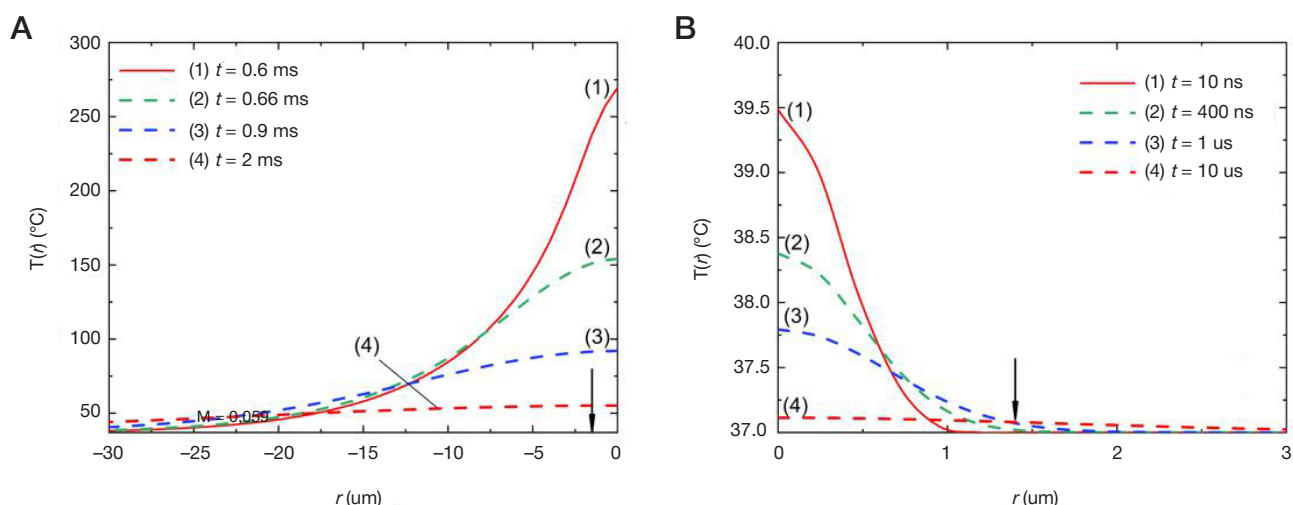 A
300
250
200
150
100
50
T(r) (°C)
(1) t = 0.6 ms
(2) t = 0.66 ms
(3) t = 0.9 ms
(4) t = 2 ms
(1)
(2)
(3)
(4)
M = 0.059
−30 −25 −20 −15 −10 −5 0
r (um)
B
40.0
39.5
39.0
38.5
38.0
37.5
37.0
T(r) (°C)
(1) t = 10 ns
(2) t = 400 ns
(3) t = 1 us
(4) t = 10 us
(1)
(2)
(3)
(4)
0 1 2 3
r (um)